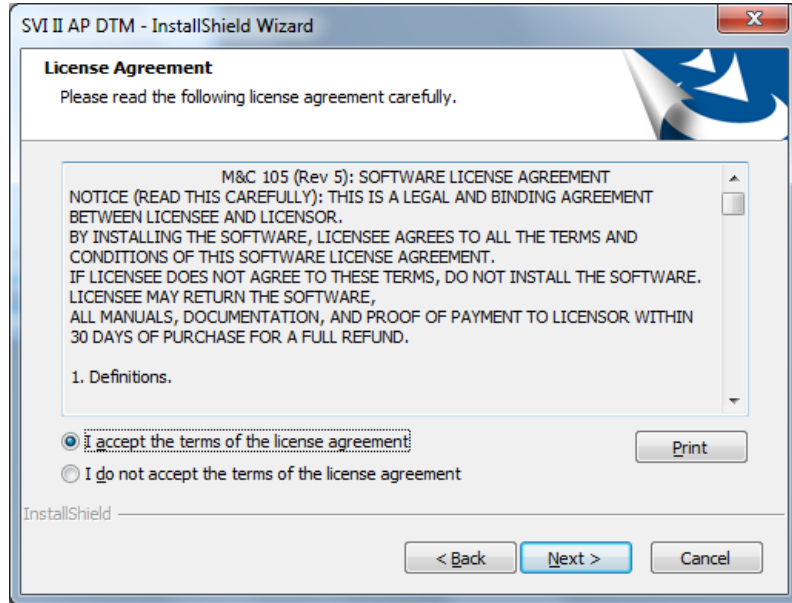 SVI II AP DTM - InstallShield Wizard
License Agreement
Please read the following license agreement carefully.
M&C 105 (Rev 5): SOFTWARE LICENSE AGREEMENT
NOTICE (READ THIS CAREFULLY): THIS IS A LEGAL AND BINDING AGREEMENT
BETWEEN LICENSEE AND LICENSOR.
BY INSTALLING THE SOFTWARE, LICENSEE AGREES TO ALL THE TERMS AND
CONDITIONS OF THIS SOFTWARE LICENSE AGREEMENT.
IF LICENSEE DOES NOT AGREE TO THESE TERMS, DO NOT INSTALL THE SOFTWARE.
LICENSEE MAY RETURN THE SOFTWARE,
ALL MANUALS, DOCUMENTATION, AND PROOF OF PAYMENT TO LICENSOR WITHIN
30 DAYS OF PURCHASE FOR A FULL REFUND.
1. Definitions.
I accept the terms of the license agreement
Print
I do not accept the terms of the license agreement
InstallShield
< Back Next > Cancel